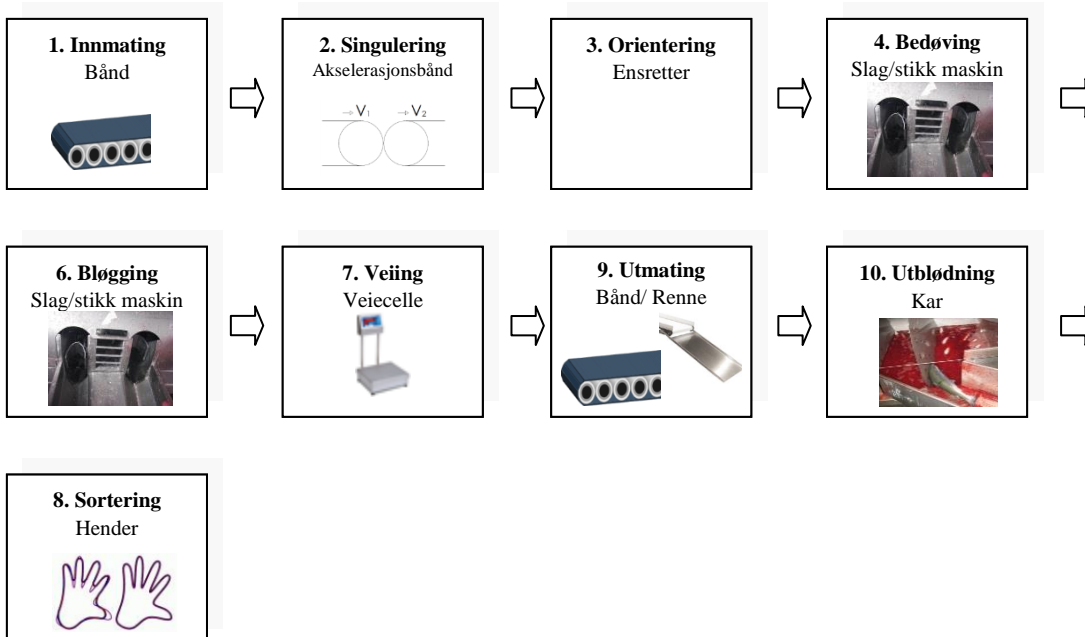 1. Innmating
Bånd
2. Singulering
Akselerasjonsbånd
→ V1 → V2
3. Orientering
Ensretter
4. Bedøving
Slag/stikk maskin
6. Bløgging
Slag/stikk maskin
7. Veiing
Veiecelle
9. Utmating
Bånd/ Renne
10. Utblødning
Kar
8. Sortering
Hender